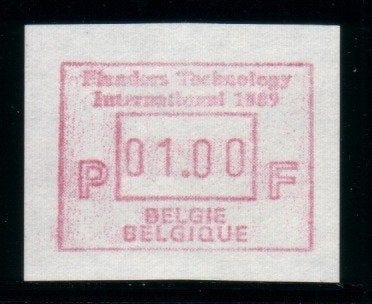 Flanders Technology
International 1989
P 01.00 F
BELGIE
BELGIQUE